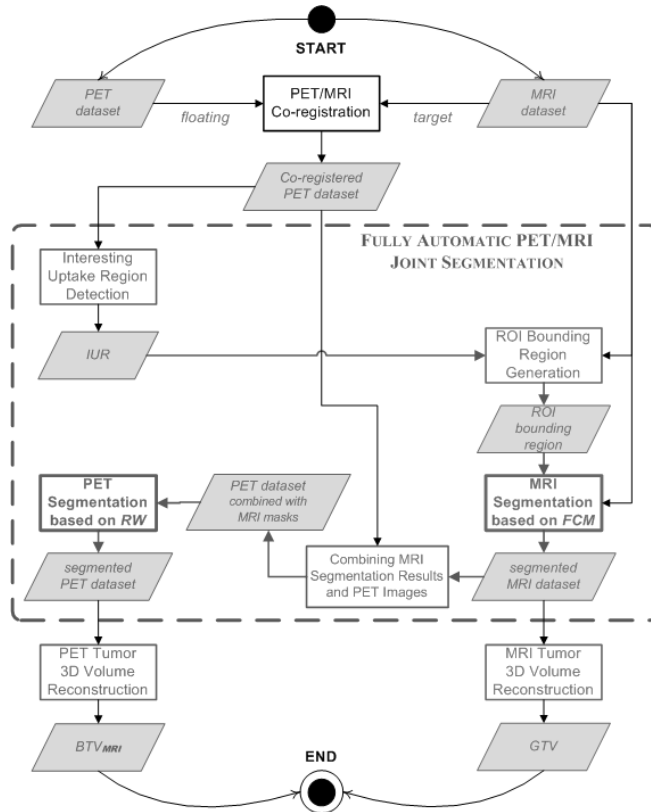 START
PET
dataset
floating
PET/MRI
Co-registration
target
MRI
dataset
Co-registered
PET dataset
FULLY AUTOMATIC PET/MRI
JOINT SEGMENTATION
Interesting
Uptake Region
Detection
IUR
ROI Bounding
Region
Generation
ROI
bounding
region
PET
Segmentation
based on RW
PET dataset
combined with
MRI masks
MRI
Segmentation
based on FCM
segmented
PET dataset
Combining MRI
Segmentation Results
and PET Images
segmented
MRI dataset
PET Tumor
3D Volume
Reconstruction
MRI Tumor
3D Volume
Reconstruction
BTVMRI
END
GTV